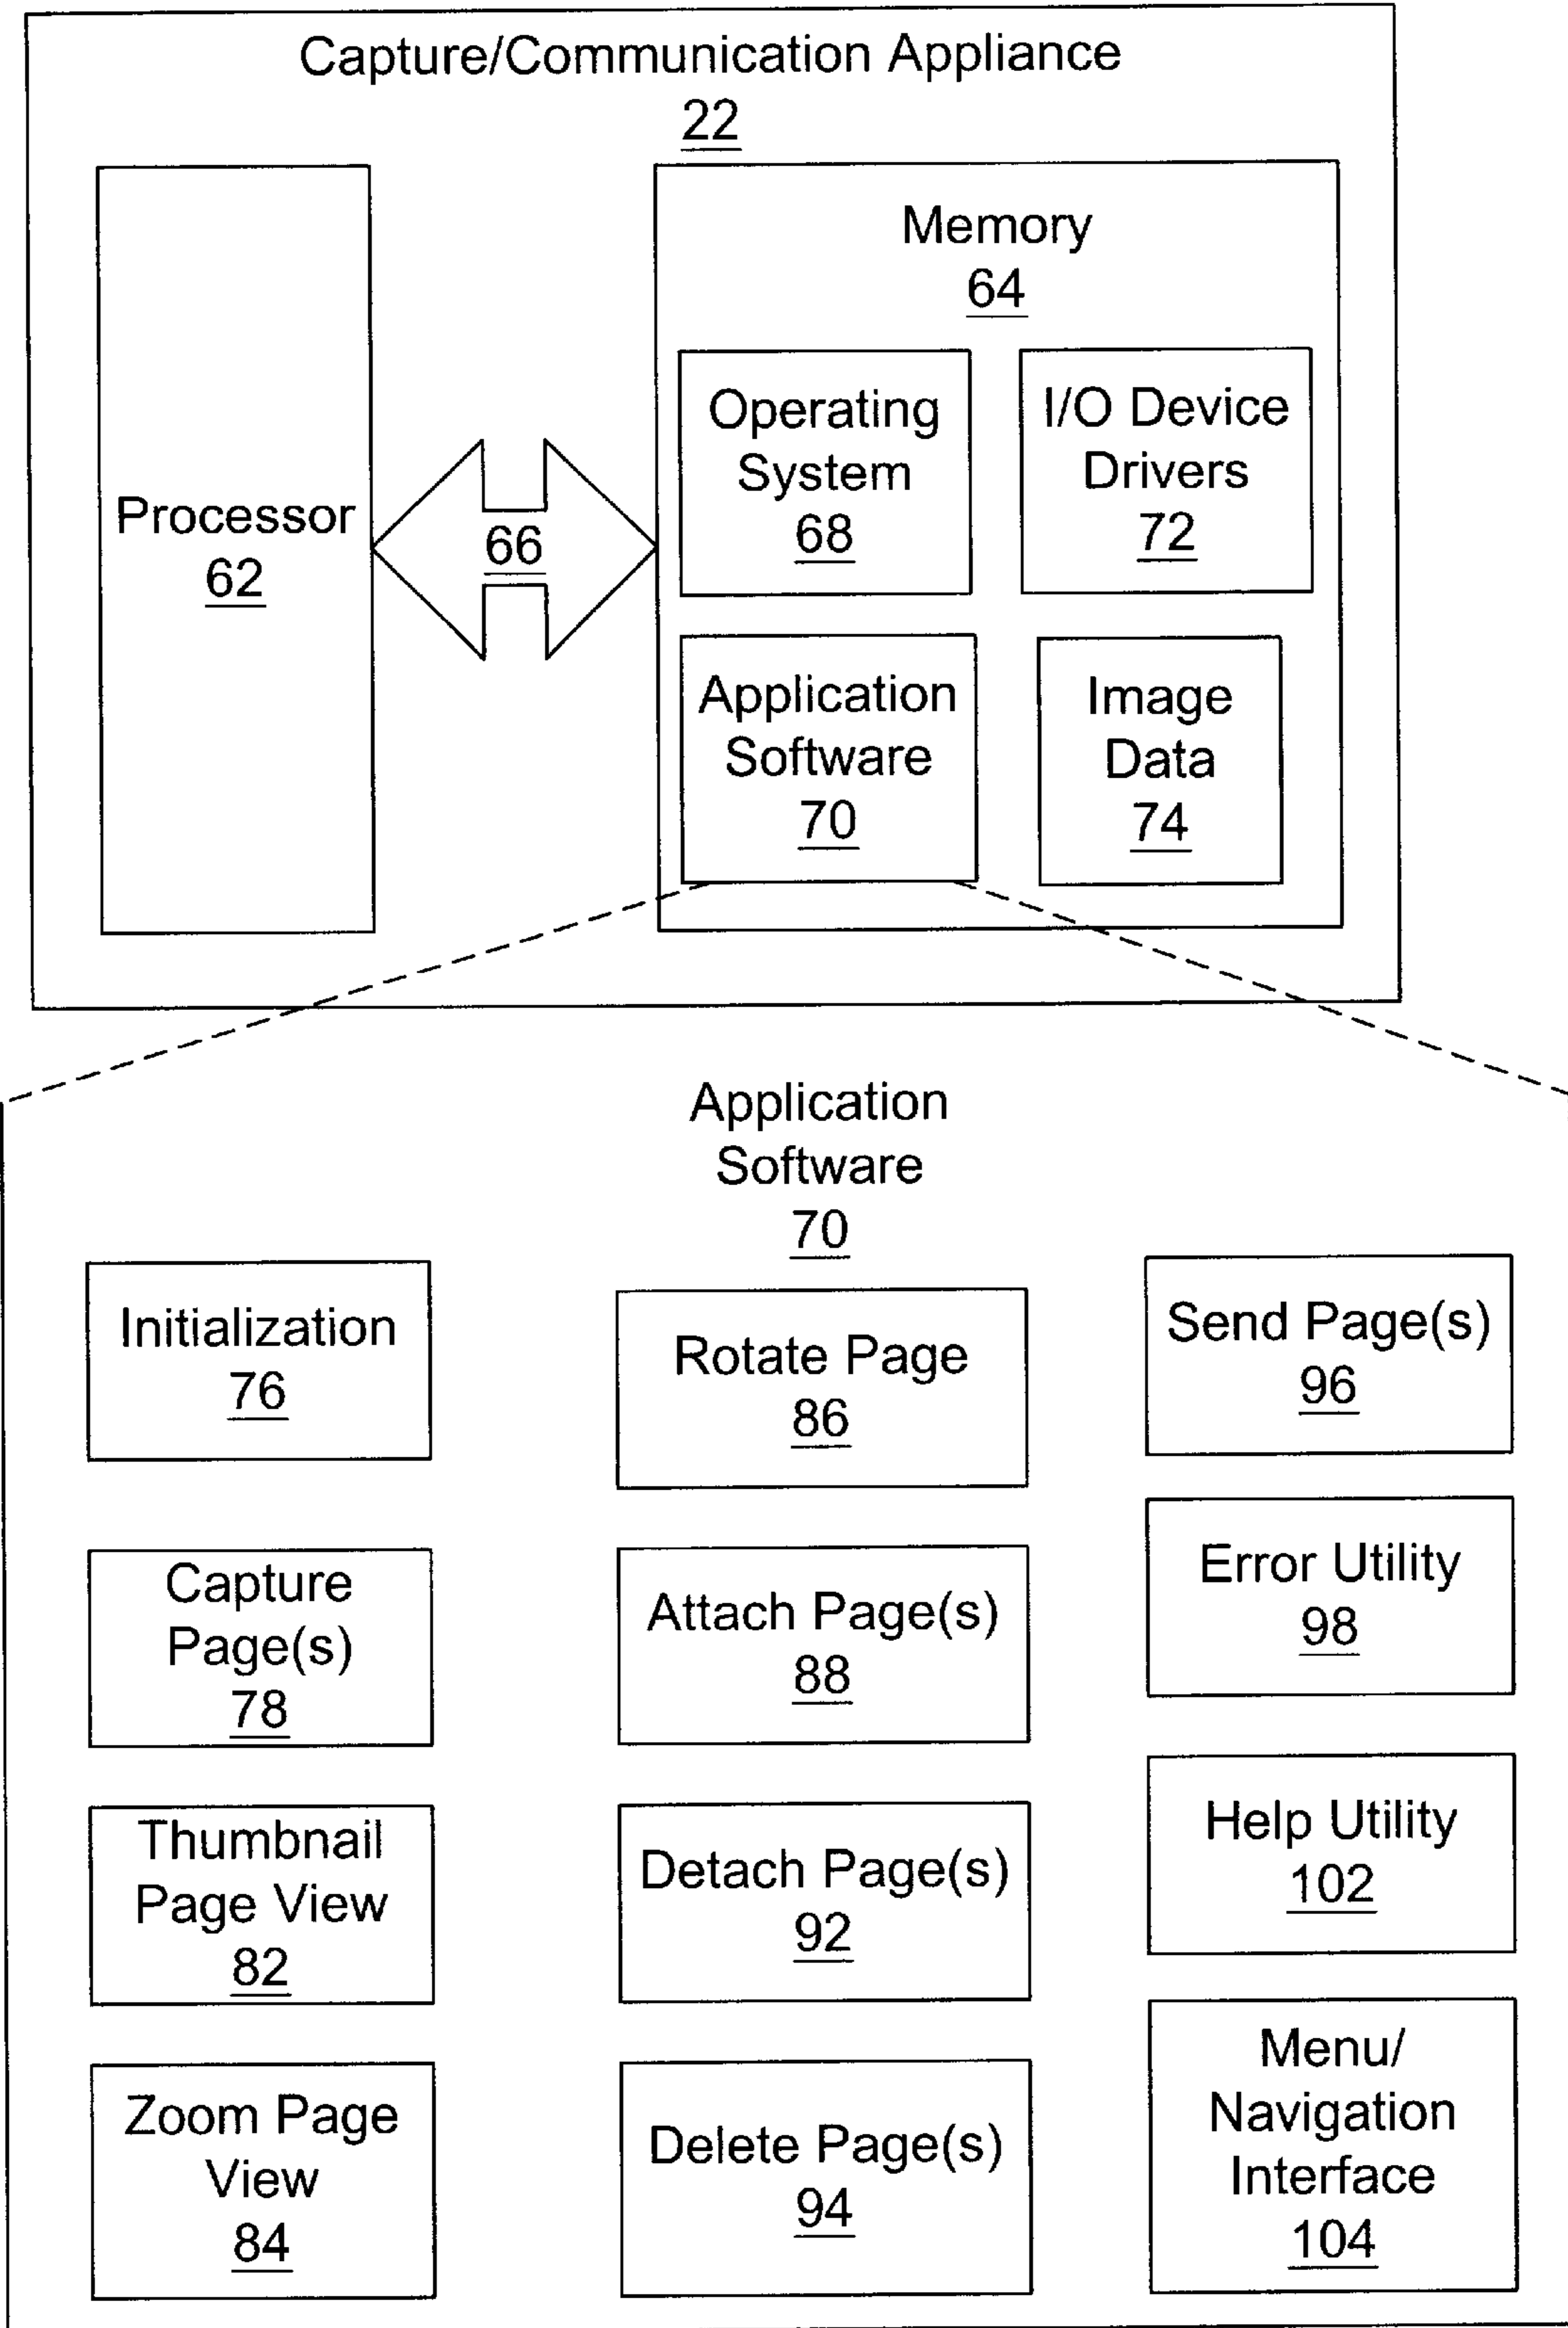 Capture/Communication Appliance
22
Processor
62
66
Memory
64
Operating
System
68
I/O Device
Drivers
72
Application
Software
70
Image
Data
74
Application
Software
70
Initialization
76
Capture
Page(s)
78
Thumbnail
Page View
82
Zoom Page
View
84
Rotate Page
86
Attach Page(s)
88
Detach Page(s)
92
Delete Page(s)
94
Send Page(s)
96
Error Utility
98
Help Utility
102
Menu/
Navigation
Interface
104